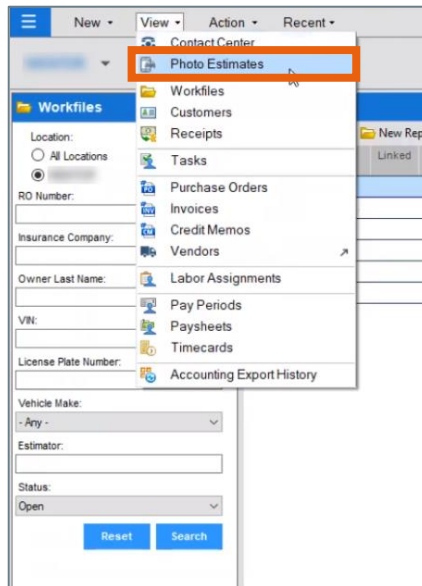 New View Action Recent
Contact Center
Photo Estimates
Workfiles
Customers
Receipts
Tasks
Purchase Orders
Invoices
Credit Memos
Vendors
Labor Assignments
Pay Periods
Paysheets
Timecards
Accounting Export History
Workfiles
Location:
All Locations
RO Number:
Insurance Company:
Owner Last Name:
VIN:
License Plate Number:
Vehicle Make:
- Any -
Estimator:
Status:
Open
Reset Search
New Rep
Linked